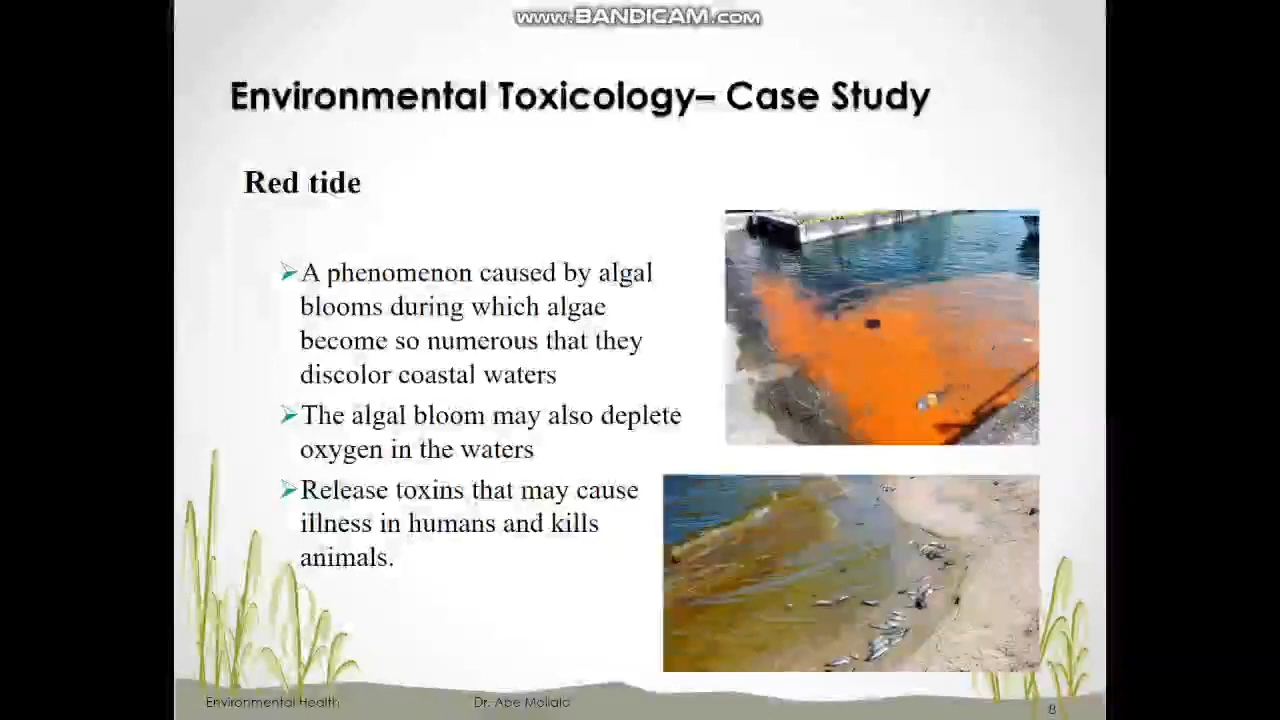 www.BANDICAM.com
Environmental Toxicology– Case Study
Red tide
A phenomenon caused by algal
blooms during which algae
become so numerous that they
discolor coastal waters
The algal bloom may also deplete
oxygen in the waters
Release toxins that may cause
illness in humans and kills
animals.
Environmental Health
Dr. Abe Mollalo
8